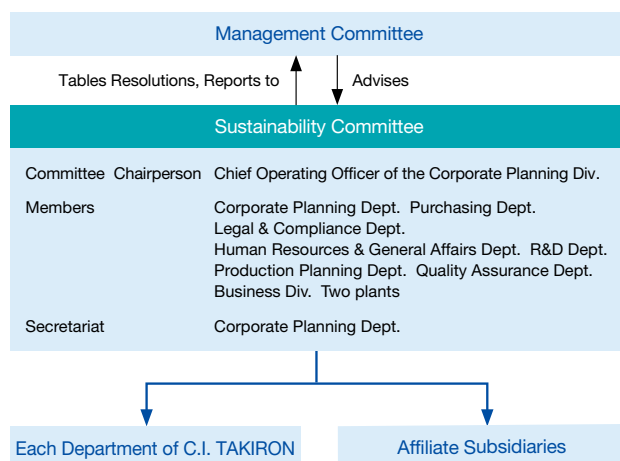 Management Committee
Tables Resolutions, Reports to
Advises
Sustainability Committee
Committee Chairperson Chief Operating Officer of the Corporate Planning Div.
Members Corporate Planning Dept. Purchasing Dept.
Legal & Compliance Dept.
Human Resources & General Affairs Dept. R&D Dept.
Production Planning Dept. Quality Assurance Dept.
Business Div. Two plants
Secretariat Corporate Planning Dept.
Each Department of C.I. TAKIRON
Affiliate Subsidiaries